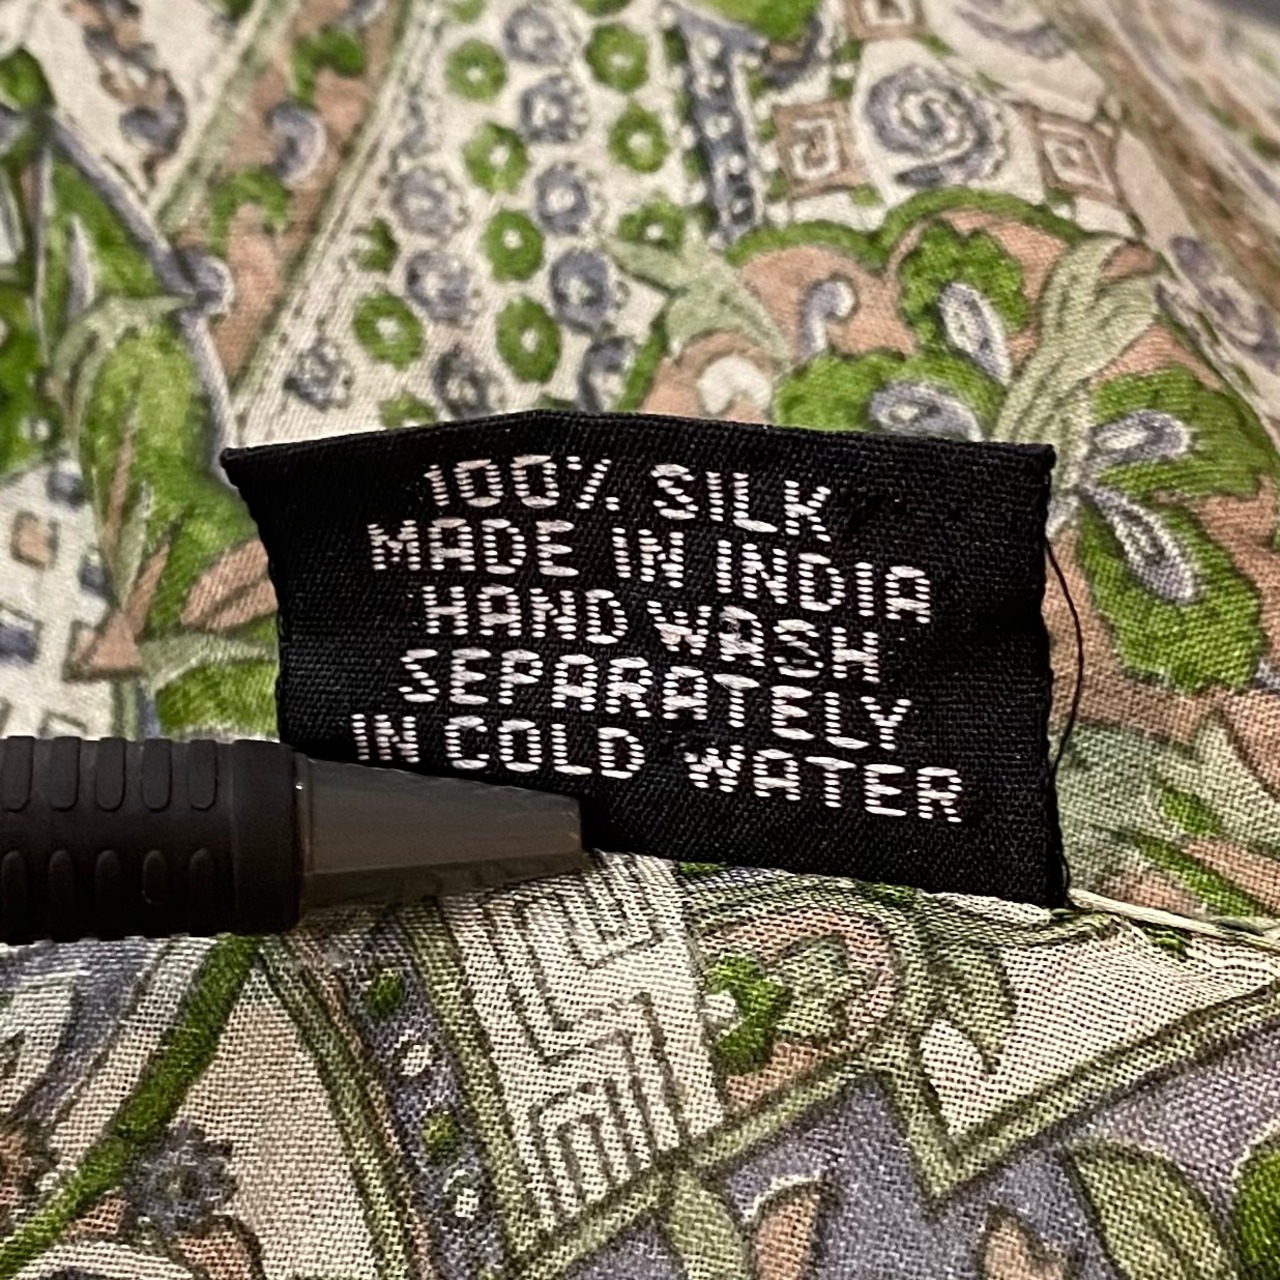 100% SILK
MADE IN INDIA
HAND WASH
SEPARATELY
IN COLD WATER